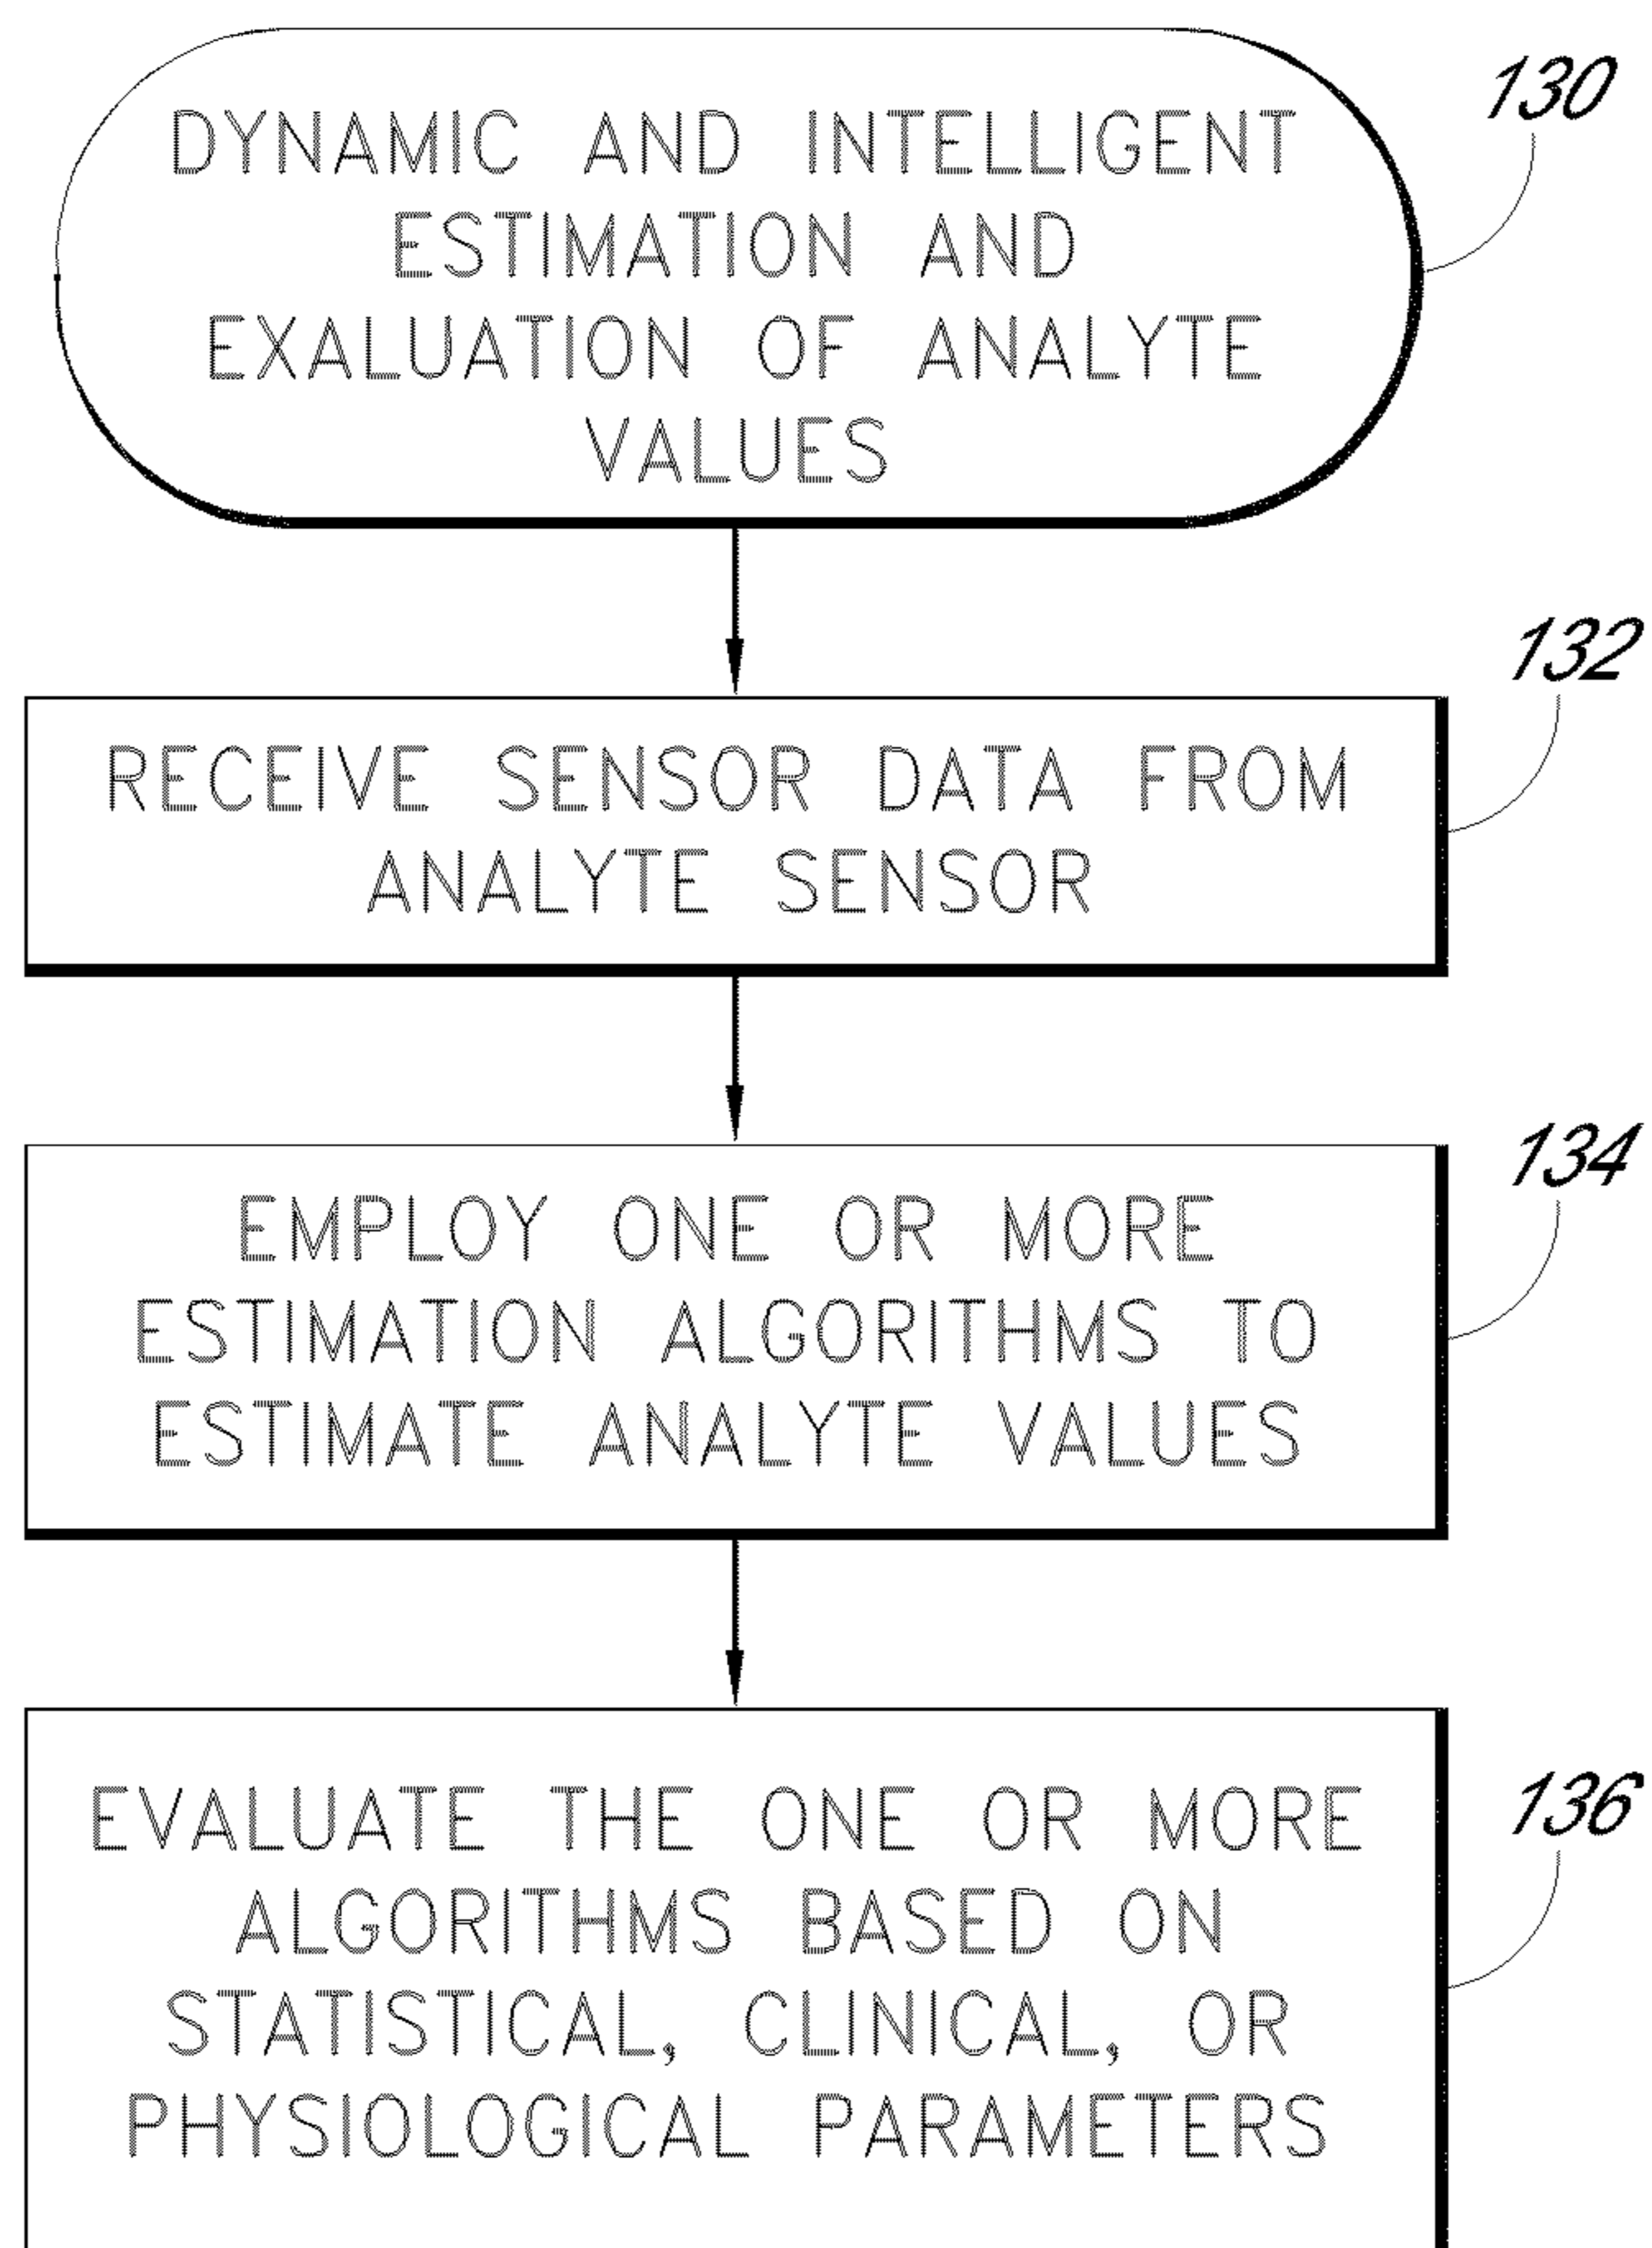 DYNAMIC AND INTELLIGENT
ESTIMATION AND
EXALUATION OF ANALYTE
VALUES
130
RECEIVE SENSOR DATA FROM
ANALYTE SENSOR
132
EMPLOY ONE OR MORE
ESTIMATION ALGORITHMS TO
ESTIMATE ANALYTE VALUES
134
EVALUATE THE ONE OR MORE
ALGORITHMS BASED ON
STATISTICAL, CLINICAL, OR
PHYSIOLOGICAL PARAMETERS
136